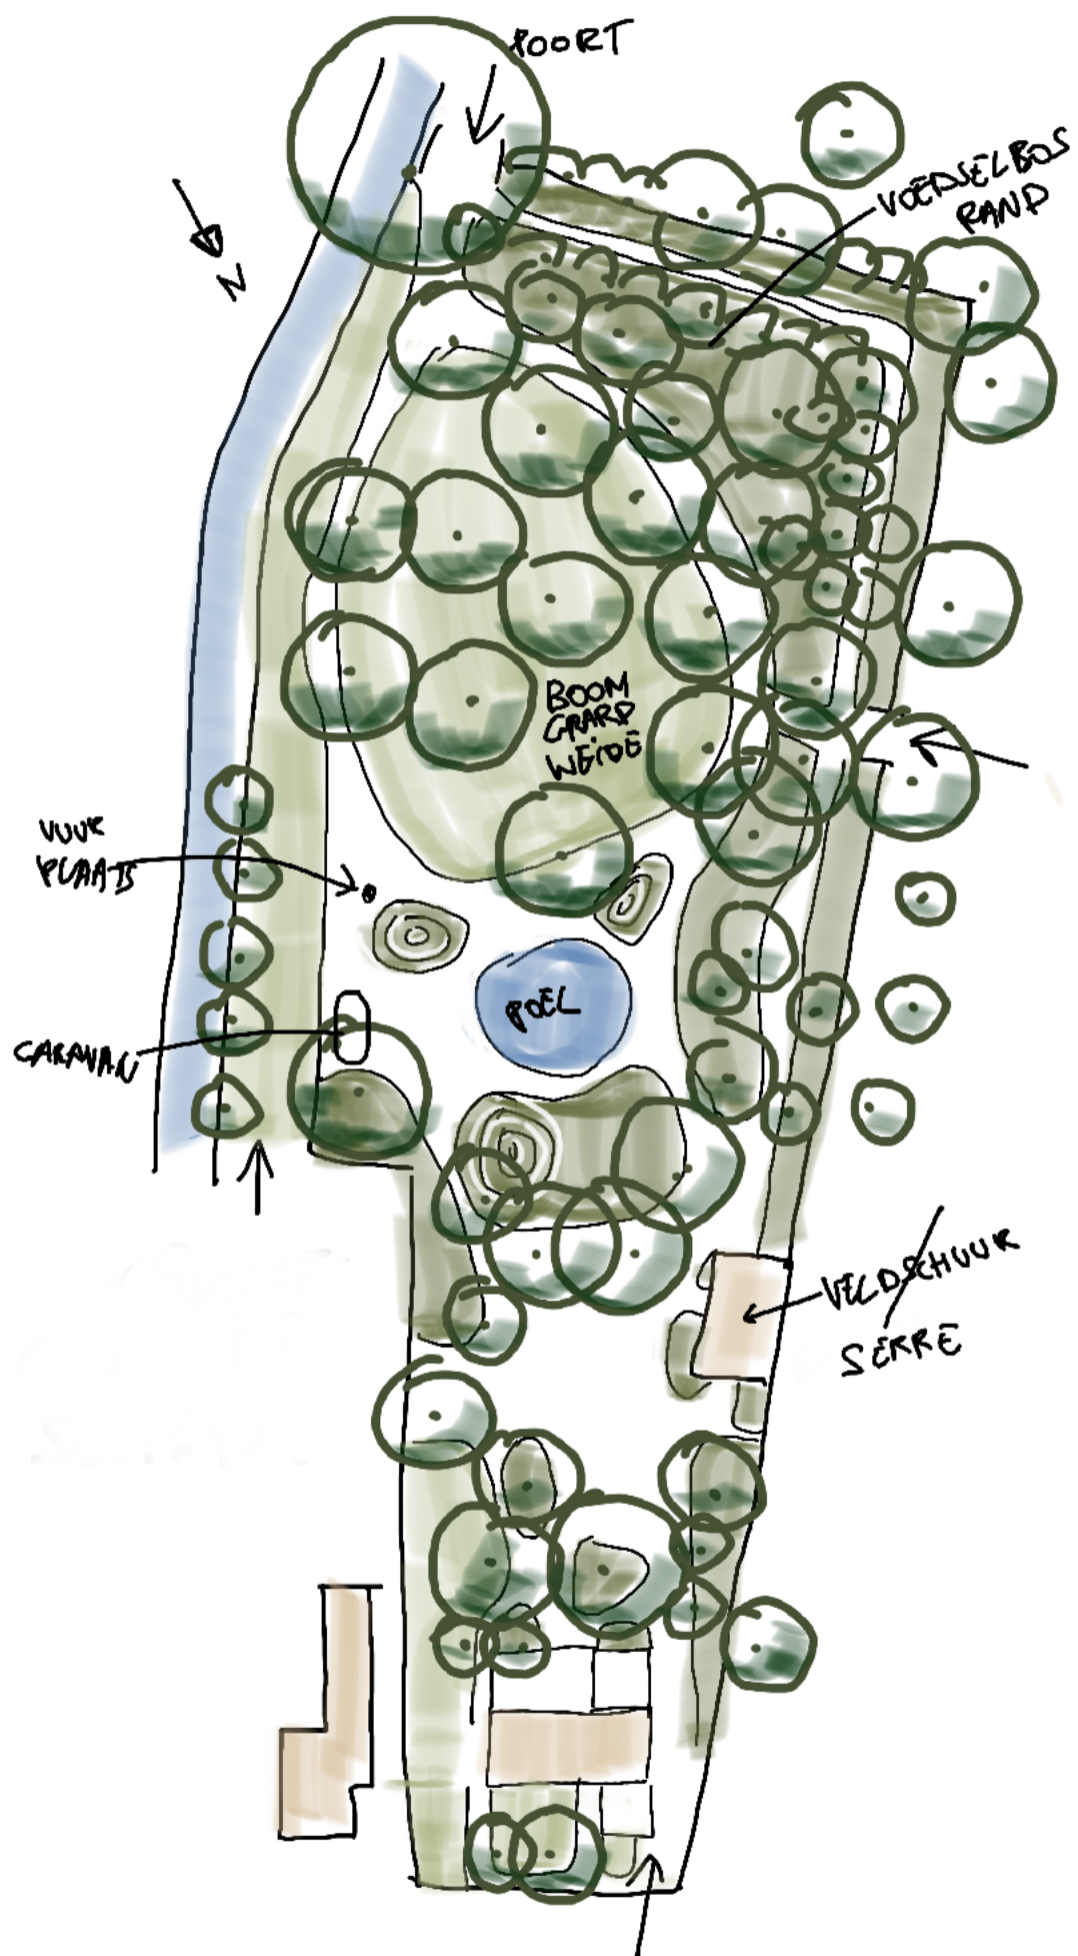 POORT
VOEDSELBOS
RAND
N
BOOM
GAARD
WEIDE
VUUR
PLAATS
POEL
CARAVAN
VELDSCHUUR
SERRE